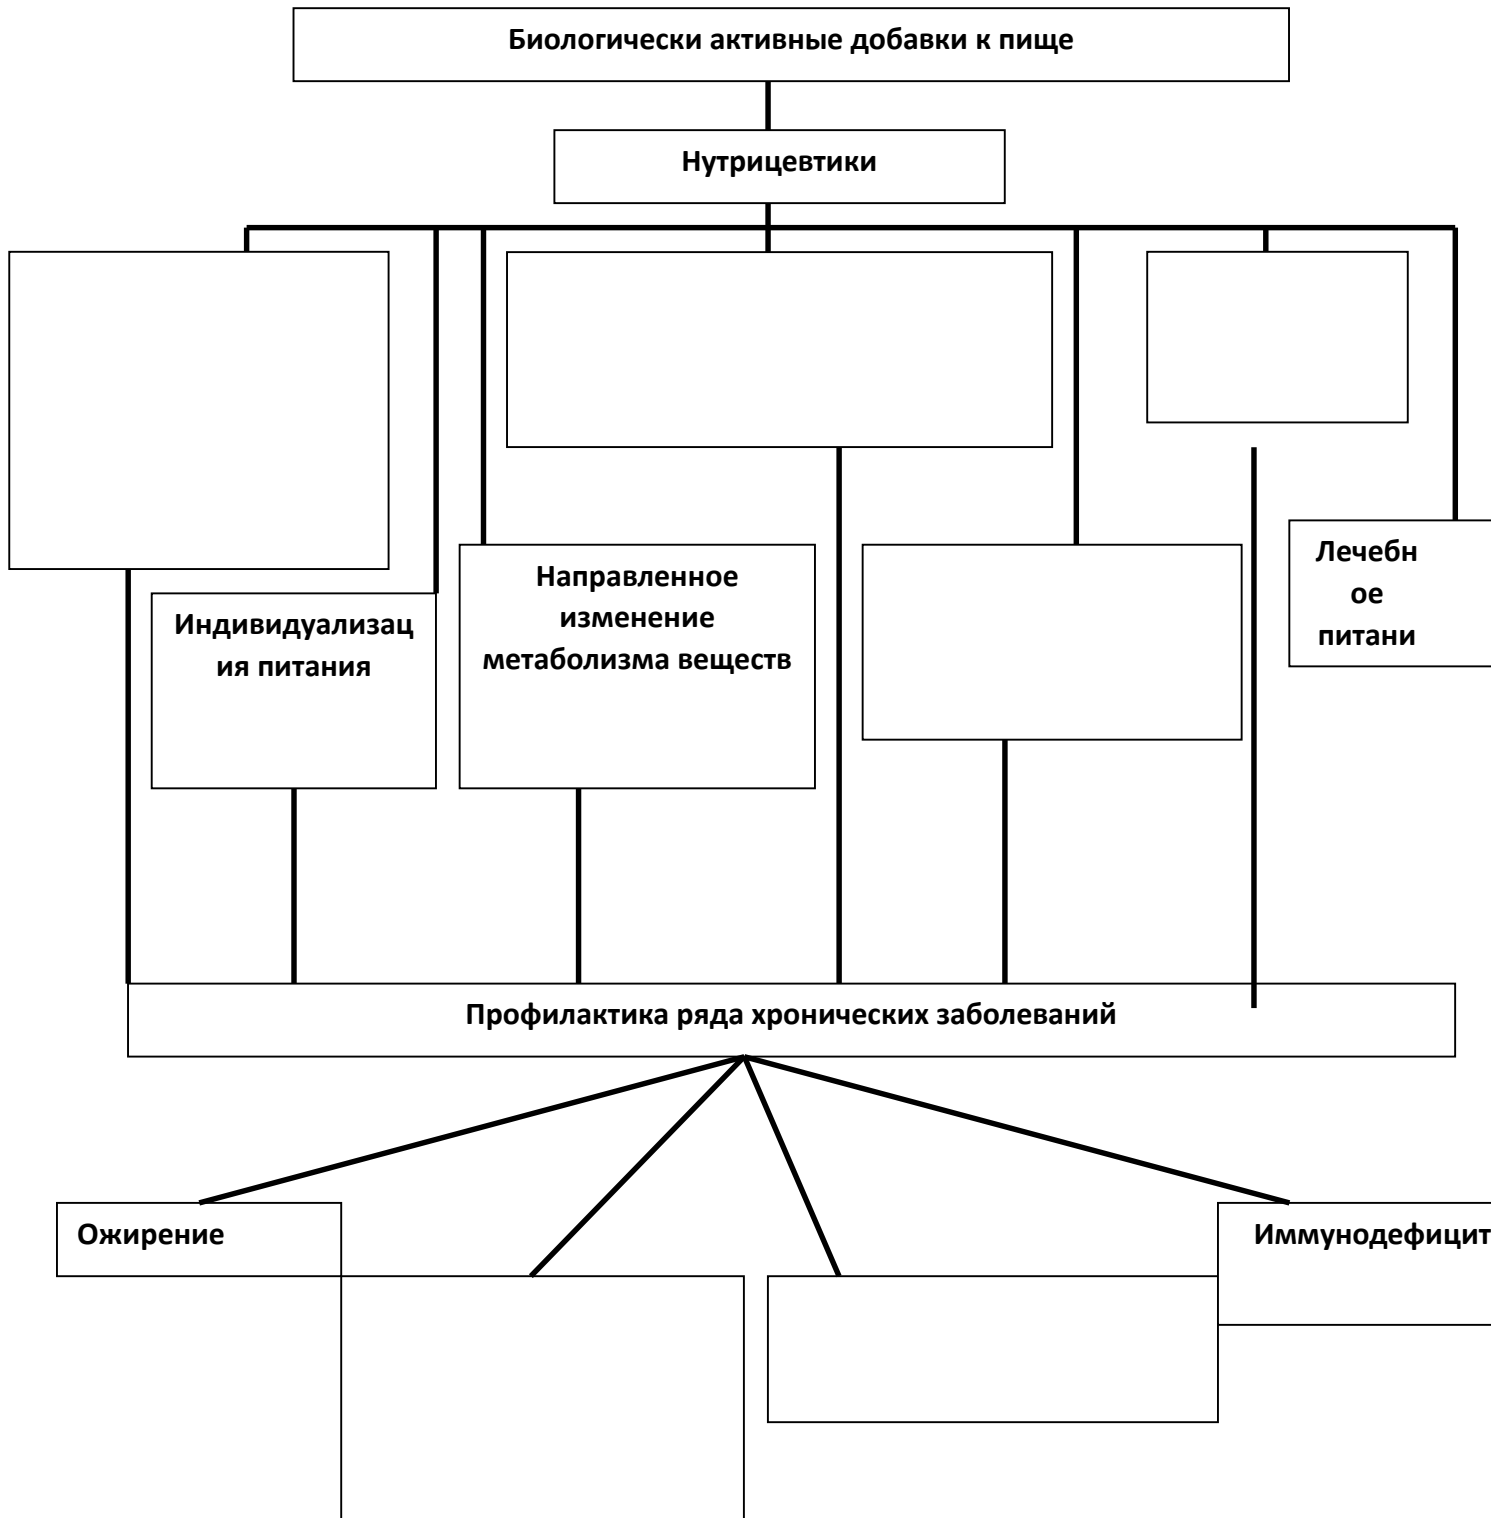 Биологически активные добавки к пище
Нутрицевтики
Индивидуализац
ия питания
Направленное
изменение
метаболизма веществ
Лечебн
ое
питани
Профилактика ряда хронических заболеваний
Ожирение
Иммунодефицит